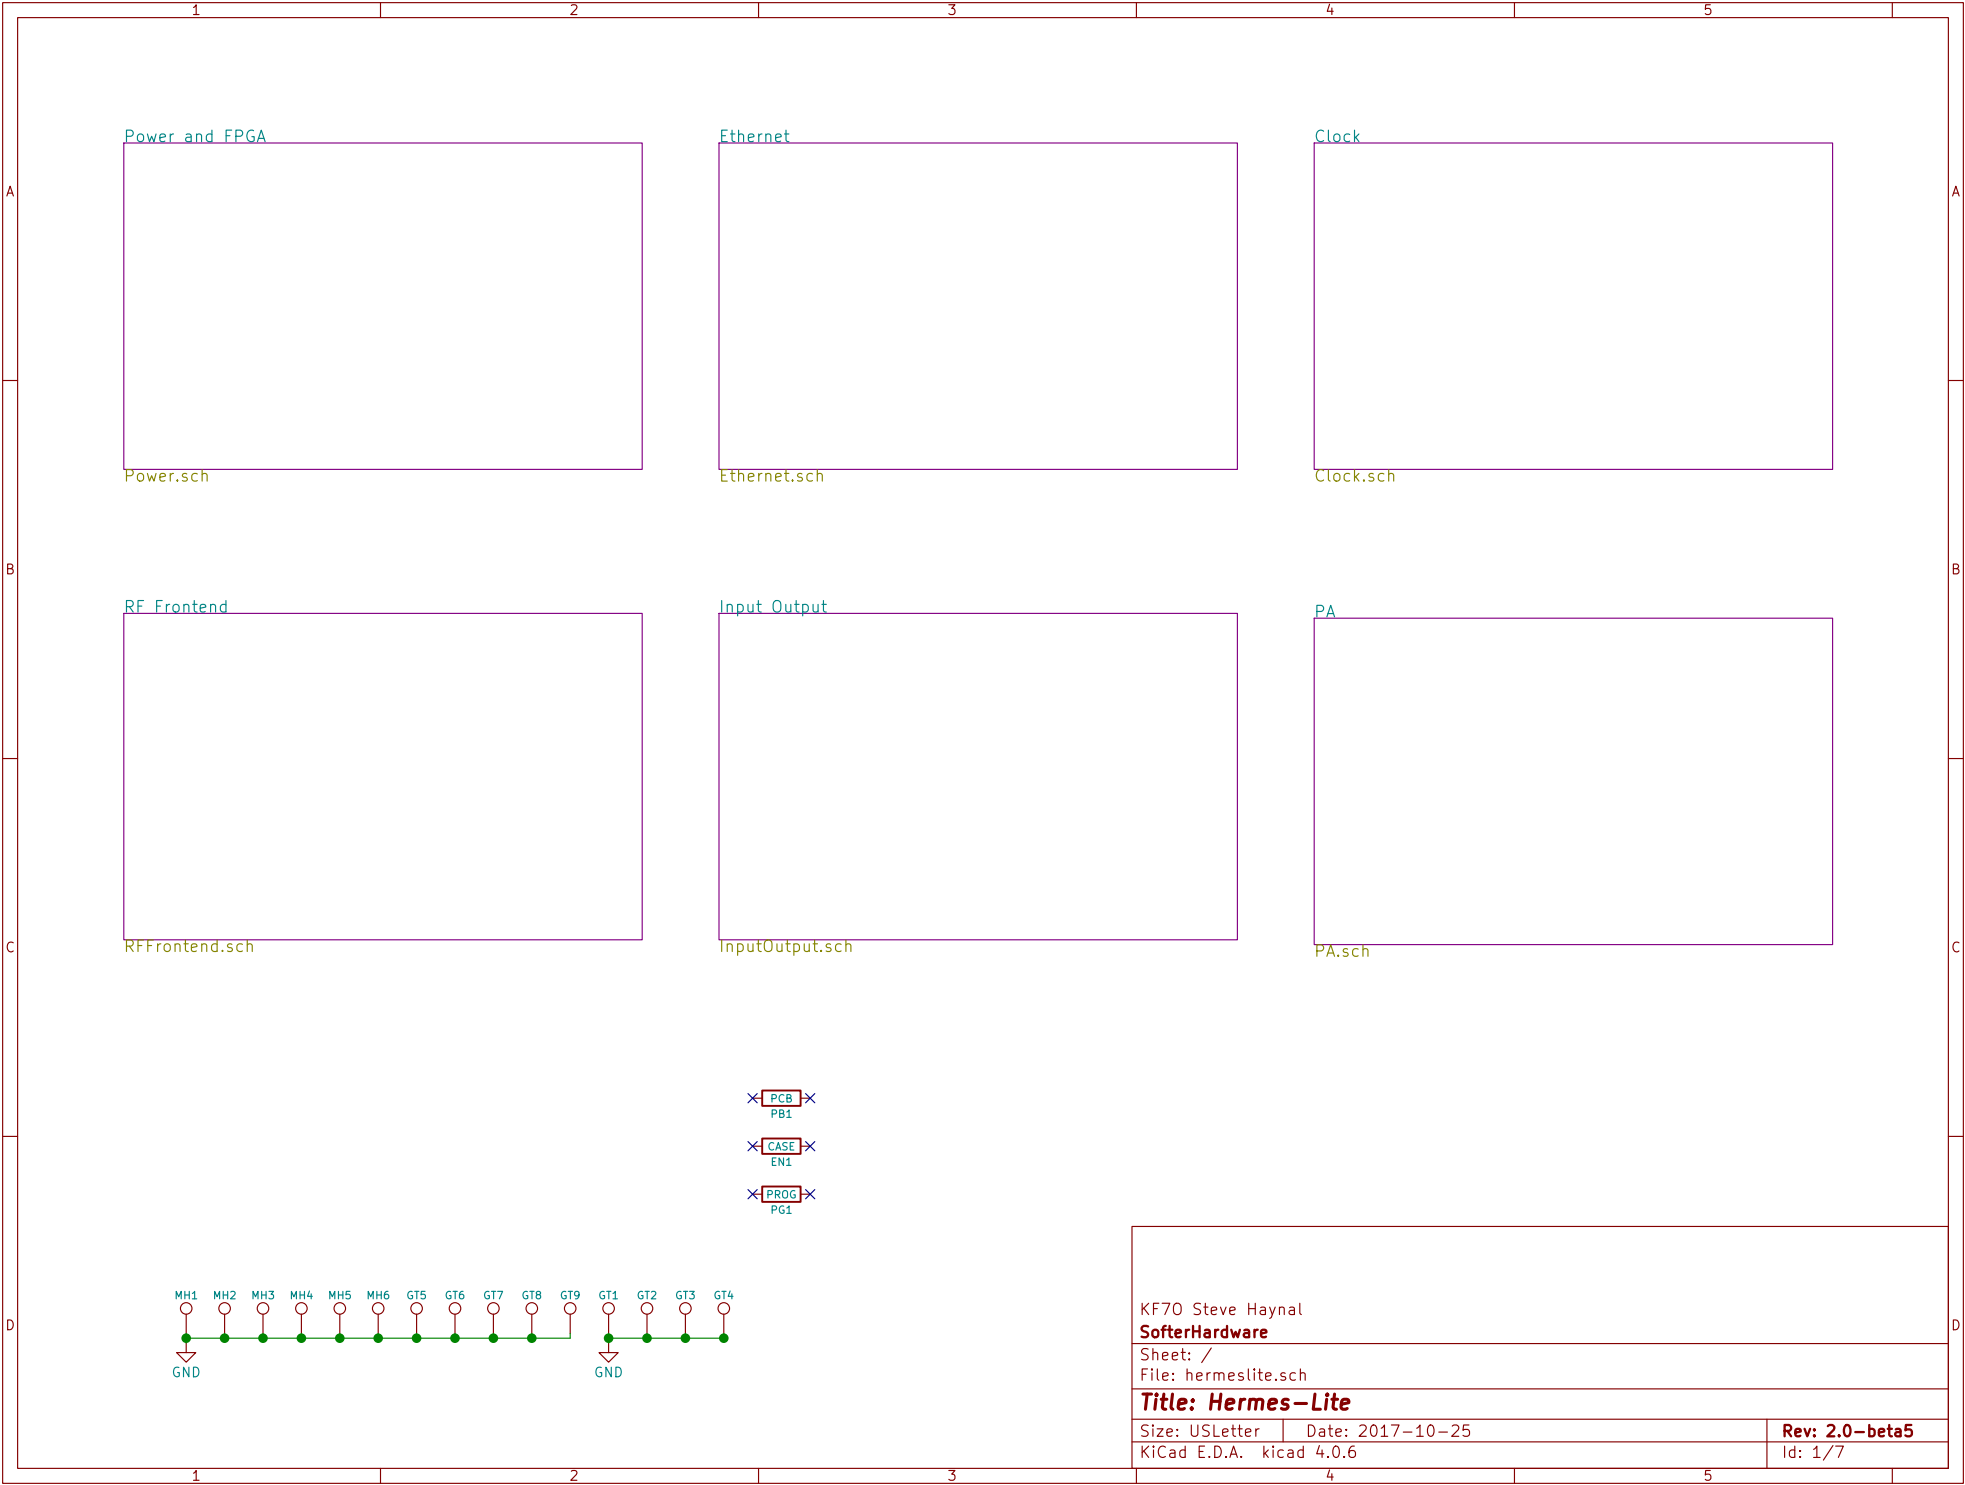 1 2 3 4 5
Power and FPGA Ethernet Clock
A A
Power.sch Ethernet.sch Clock.sch
B B
RF Frontend Input Output PA
RFFrontend.sch InputOutput.sch PA.sch
C C
PCB
PB1
CASE
EN1
PROG
PG1
MH1 MH2 MH3 MH4 MH5 MH6 GT5 GT6 GT7 GT8 GT9 GT1 GT2 GT3 GT4
GND GND
D D
KF7O Steve Haynal
SofterHardware
Sheet: /
File: hermeslite.sch
Title: Hermes-Lite
Size: USLetter Date: 2017-10-25 Rev: 2.0-beta5
KiCad E.D.A. kicad 4.0.6 Id: 1/7
1 2 3 4 5